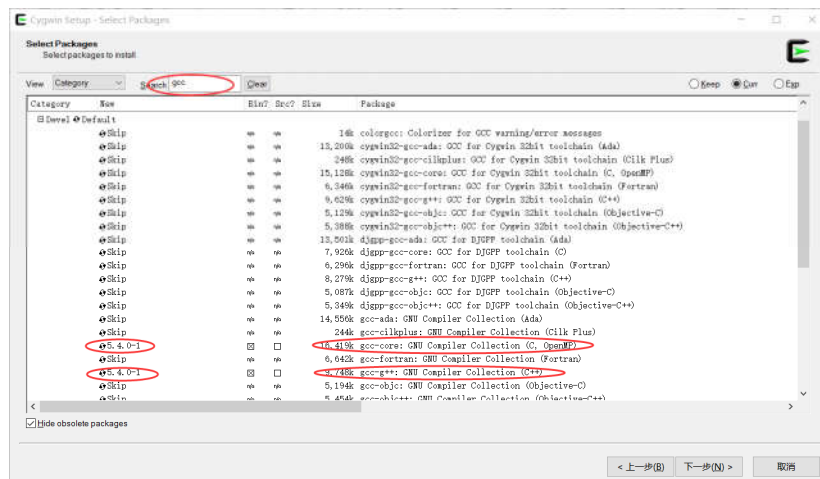 Cygwin Setup - Select Packages
Select Packages
Select packages to install
View Category Search gcc Clear Keep Curr Exp
Category New Bin? Src? Size Package
Devel Default
Skip n/a n/a 14k colorgcc: Colorizer for GCC warning/error messages
Skip n/a n/a 13,200k cygwin32-gcc-ada: GCC for Cygwin 32bit toolchain (Ada)
Skip n/a n/a 248k cygwin32-gcc-cilkplus: GCC for Cygwin 32bit toolchain (Cilk Plus)
Skip n/a n/a 15,128k cygwin32-gcc-core: GCC for Cygwin 32bit toolchain (C, OpenMP)
Skip n/a n/a 6,346k cygwin32-gcc-fortran: GCC for Cygwin 32bit toolchain (Fortran)
Skip n/a n/a 9,629k cygwin32-gcc-g++: GCC for Cygwin 32bit toolchain (C++)
Skip n/a n/a 5,129k cygwin32-gcc-objc: GCC for Cygwin 32bit toolchain (Objective-C)
Skip n/a n/a 5,388k cygwin32-gcc-objc++: GCC for Cygwin 32bit toolchain (Objective-C++)
Skip n/a n/a 13,501k djgpp-gcc-ada: GCC for DJGPP toolchain (Ada)
Skip n/a n/a 7,926k djgpp-gcc-core: GCC for DJGPP toolchain (C)
Skip n/a n/a 6,296k djgpp-gcc-fortran: GCC for DJGPP toolchain (Fortran)
Skip n/a n/a 8,279k djgpp-gcc-g++: GCC for DJGPP toolchain (C++)
Skip n/a n/a 5,087k djgpp-gcc-objc: GCC for DJGPP toolchain (Objective-C)
Skip n/a n/a 5,349k djgpp-gcc-objc++: GCC for DJGPP toolchain (Objective-C++)
Skip n/a n/a 14,556k gcc-ada: GNU Compiler Collection (Ada)
Skip n/a n/a 244k gcc-cilkplus: GNU Compiler Collection (Cilk Plus)
5.4.0-1 16,419k gcc-core: GNU Compiler Collection (C, OpenMP)
Skip n/a n/a 6,642k gcc-fortran: GNU Compiler Collection (Fortran)
5.4.0-1 9,748k gcc-g++: GNU Compiler Collection (C++)
Skip n/a n/a 5,194k gcc-objc: GNU Compiler Collection (Objective-C)
Skip n/a n/a 5,454k gcc-objc++: GNU Compiler Collection (Objective-C++)
Hide obsolete packages
< 上一步(B) 下一步(N) > 取消